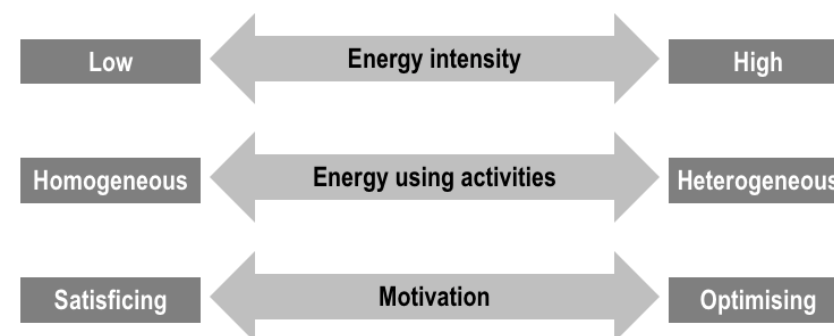 Low Energy intensity High
Homogeneous Energy using activities Heterogeneous
Satisficing Motivation Optimising